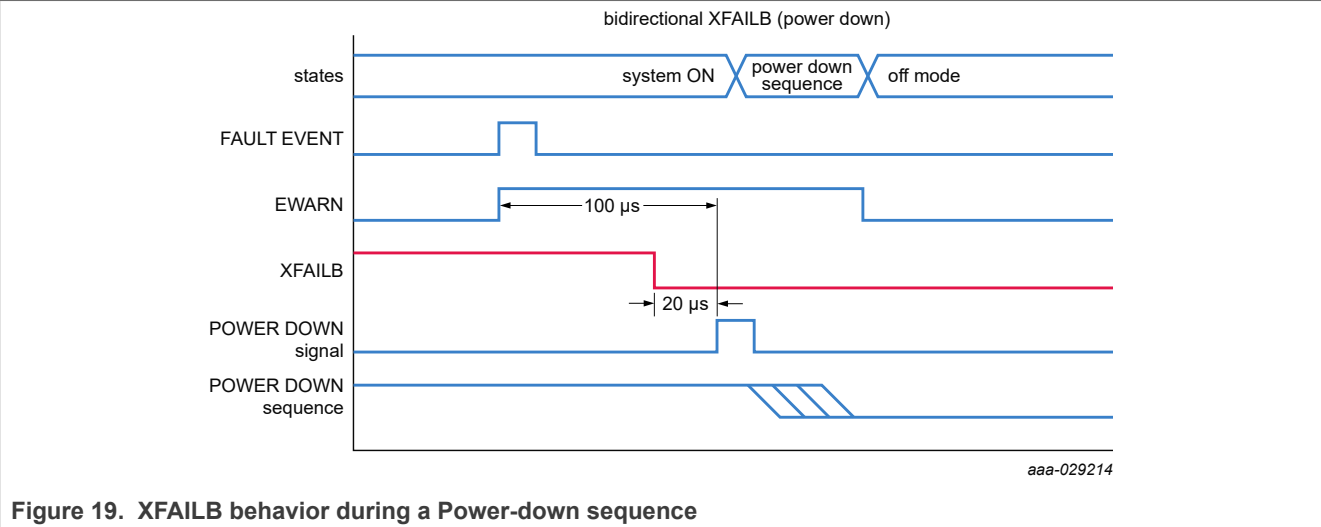 bidirectional XFAILB (power down)
states
system ON
power down
sequence
off mode
FAULT EVENT
EWARN
100 µs
XFAILB
20 µs
POWER DOWN
signal
POWER DOWN
sequence
aaa-029214
Figure 19. XFAILB behavior during a Power-down sequence